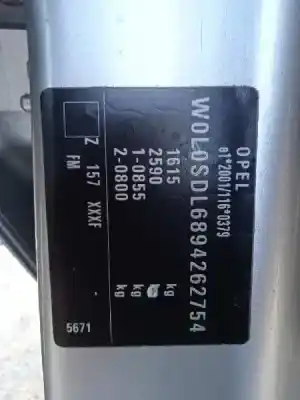 OPEL
e1*2001/116*0379
W0L0SDL6894262754
1615 kg
2590 kg
1-0855 kg
2-0800 kg
Z 157 XXXF
FM
5671